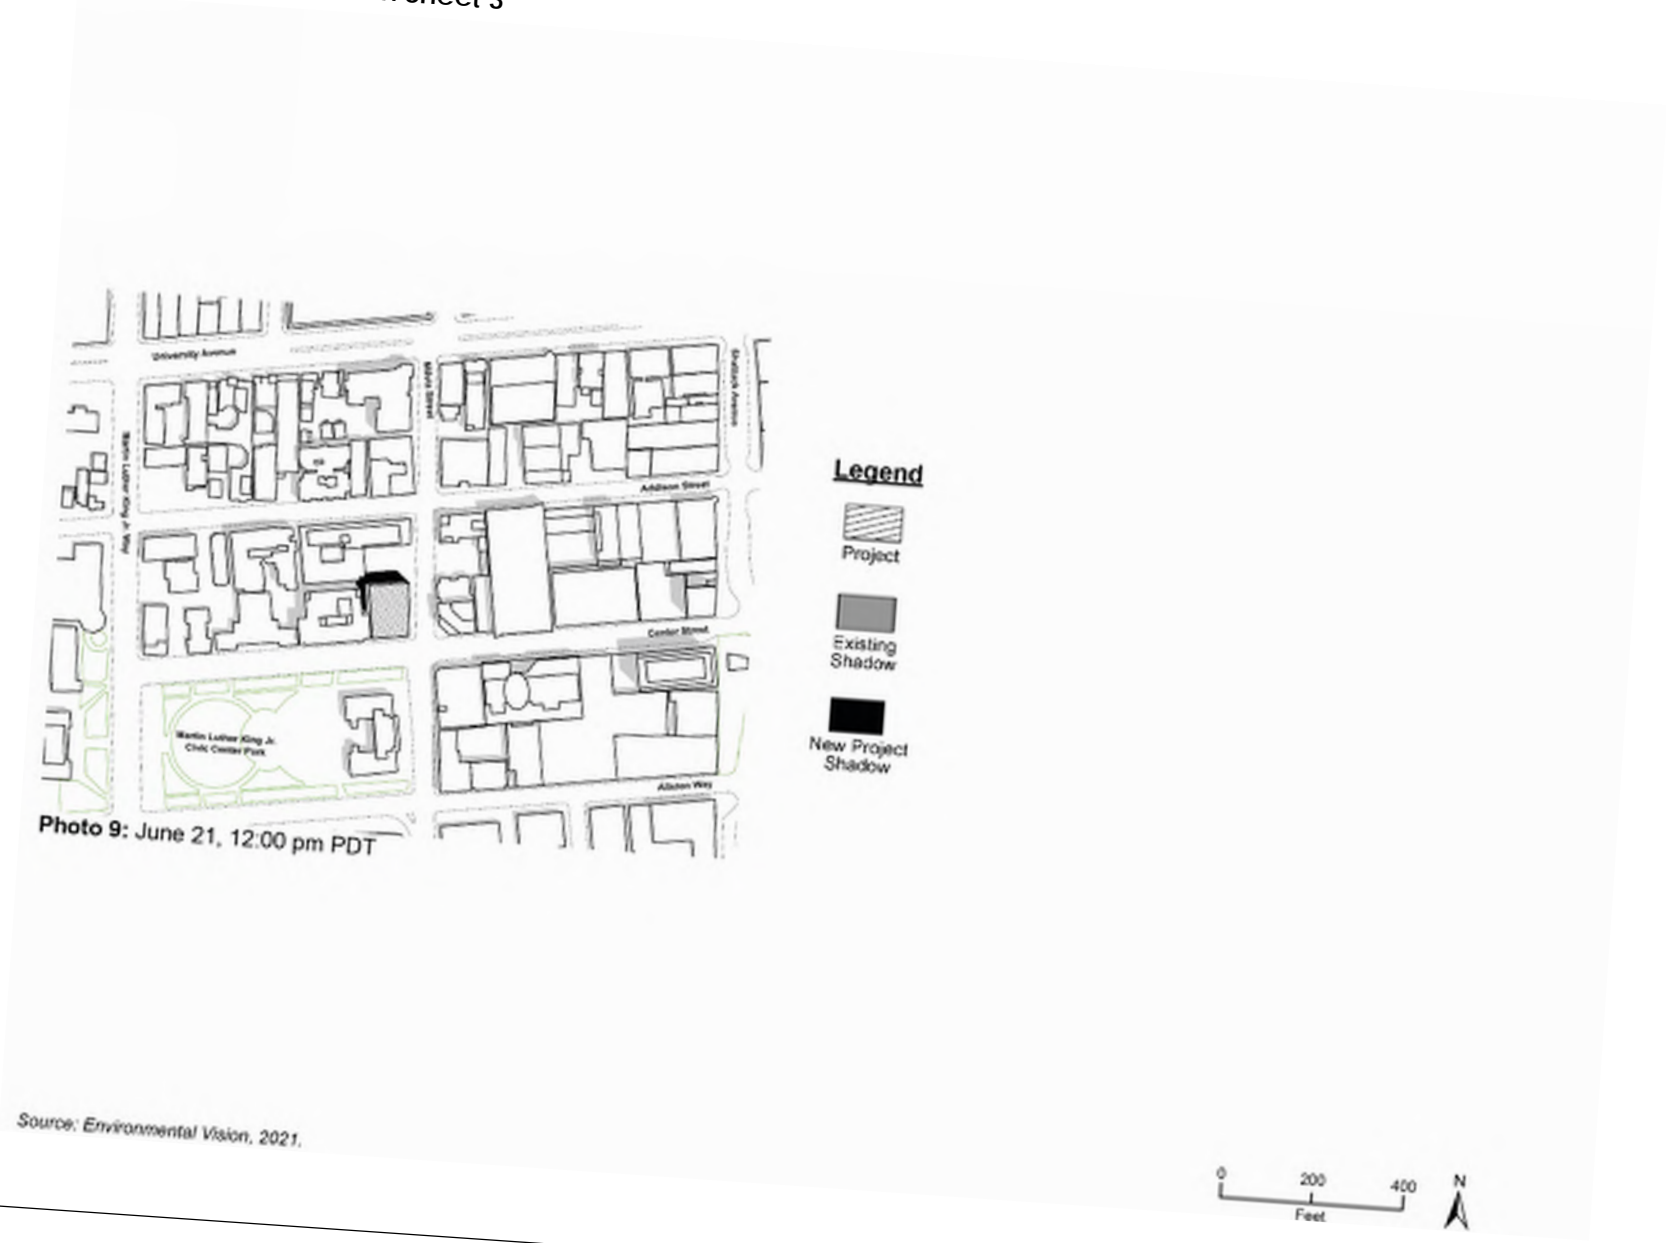 sheet 3
University Avenue
Milvia Street
Shattuck Avenue
Martin Luther King Jr. Way
Addison Street
Center Street
Martin Luther King Jr.
Civic Center Park
Allston Way
Legend
Project
Existing
Shadow
New Project
Shadow
Photo 9: June 21, 12:00 pm PDT
Source: Environmental Vision, 2021.
0 200 400
Feet
N